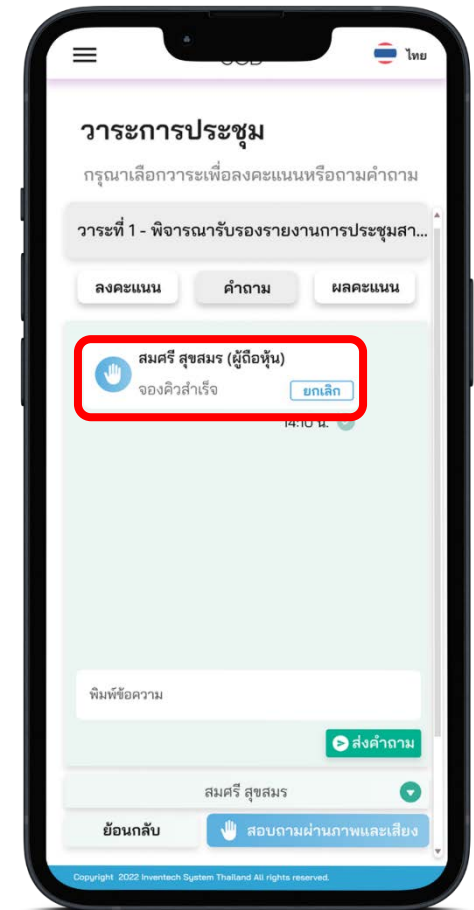 ไทย
วาระการประชุม
กรุณาเลือกวาระเพื่อลงคะแนนหรือถามคำถาม
วาระที่ 1 - พิจารณารับรองรายงานการประชุมสา...
ลงคะแนน คำถาม ผลคะแนน
สมศรี สุขสมร (ผู้ถือหุ้น)
จองคิวสำเร็จ ยกเลิก
14:10 น.
พิมพ์ข้อความ
ส่งคำถาม
สมศรี สุขสมร
ย้อนกลับ สอบถามผ่านภาพและเสียง
Copyright 2022 Inventech System Thailand All rights reserved.